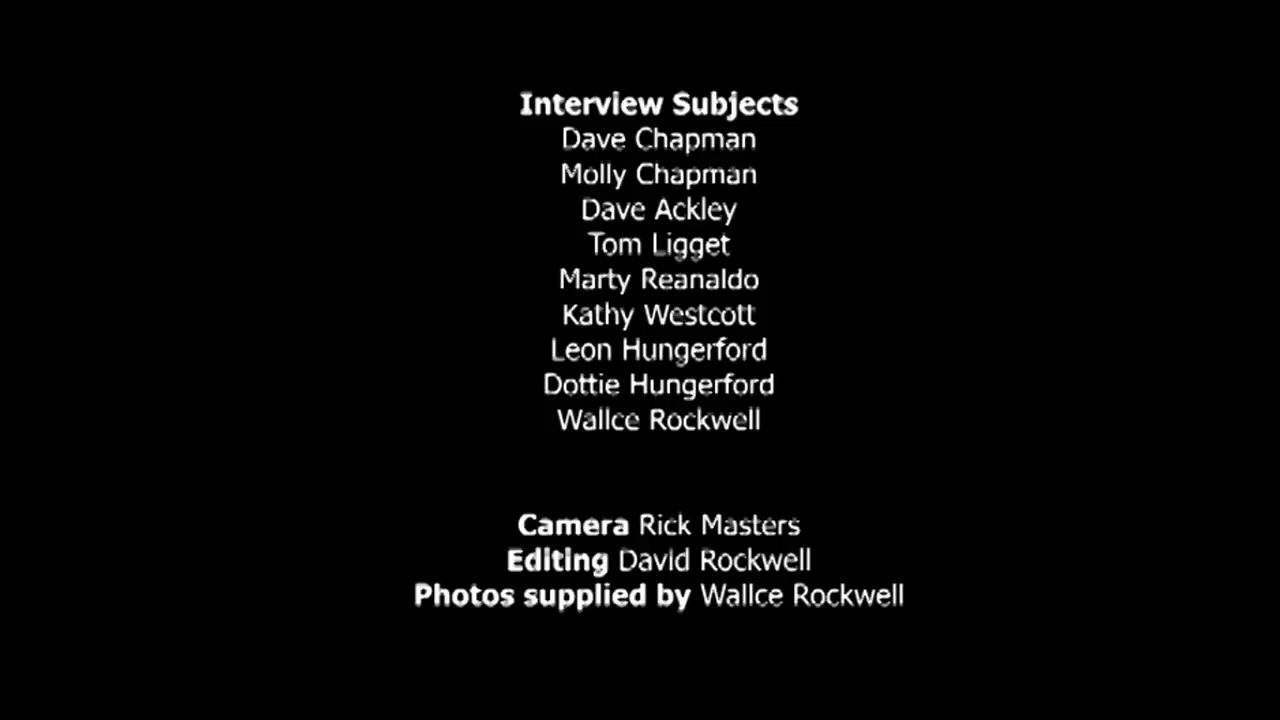 Interview Subjects
Dave Chapman
Molly Chapman
Dave Ackley
Tom Ligget
Marty Reanaldo
Kathy Westcott
Leon Hungerford
Dottie Hungerford
Wallce Rockwell
Camera Rick Masters
Editing David Rockwell
Photos supplied by Wallce Rockwell